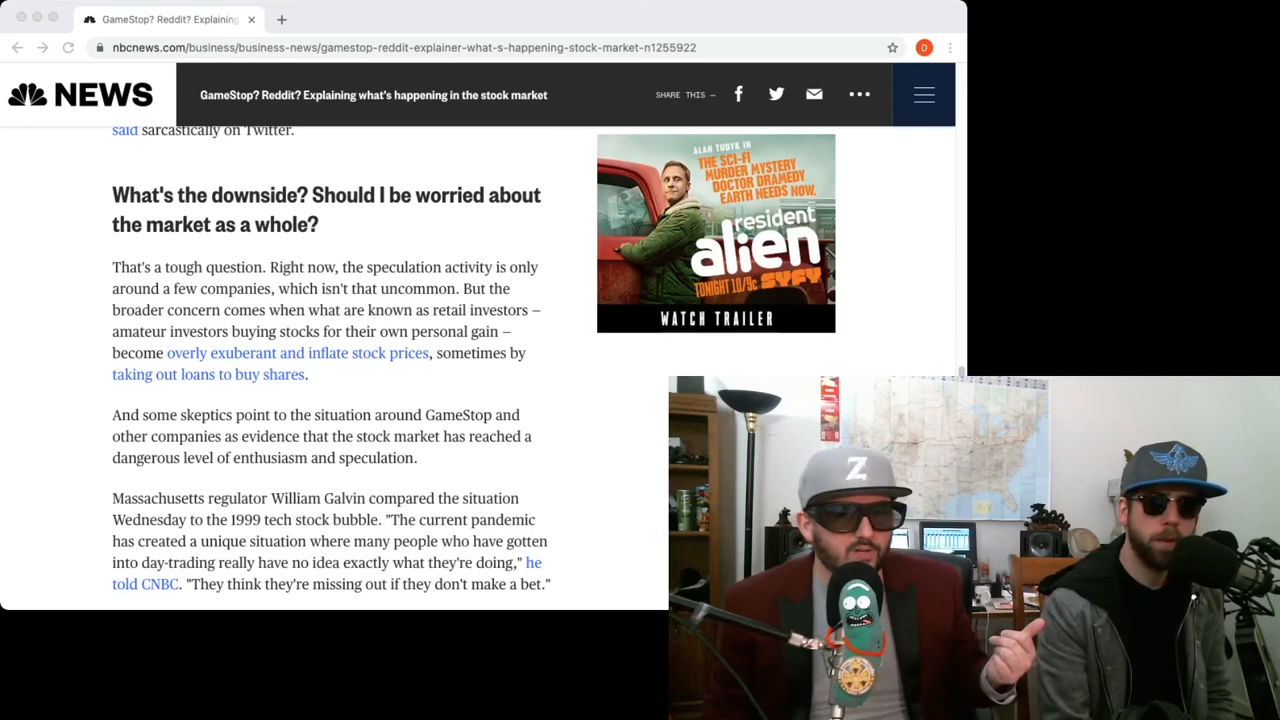 GameStop? Reddit? Explaining
nbcnews.com/business/business-news/gamestop-reddit-explainer-what-s-happening-stock-market-n1255922
D
NEWS
GameStop? Reddit? Explaining what's happening in the stock market
SHARE THIS —
said sarcastically on Twitter.
What's the downside? Should I be worried about
the market as a whole?
That's a tough question. Right now, the speculation activity is only
around a few companies, which isn't that uncommon. But the
broader concern comes when what are known as retail investors —
amateur investors buying stocks for their own personal gain —
become overly exuberant and inflate stock prices, sometimes by
taking out loans to buy shares.
And some skeptics point to the situation around GameStop and
other companies as evidence that the stock market has reached a
dangerous level of enthusiasm and speculation.
Massachusetts regulator William Galvin compared the situation
Wednesday to the 1999 tech stock bubble. "The current pandemic
has created a unique situation where many people who have gotten
into day-trading really have no idea exactly what they're doing," he
told CNBC. "They think they're missing out if they don't make a bet."
ALAN TUDYK IN
THE SCI-FI
MURDER MYSTERY
DOCTOR DRAMEDY
EARTH NEEDS NOW.
resident
alien
TONIGHT 10/9c SYFY
WATCH TRAILER
Z